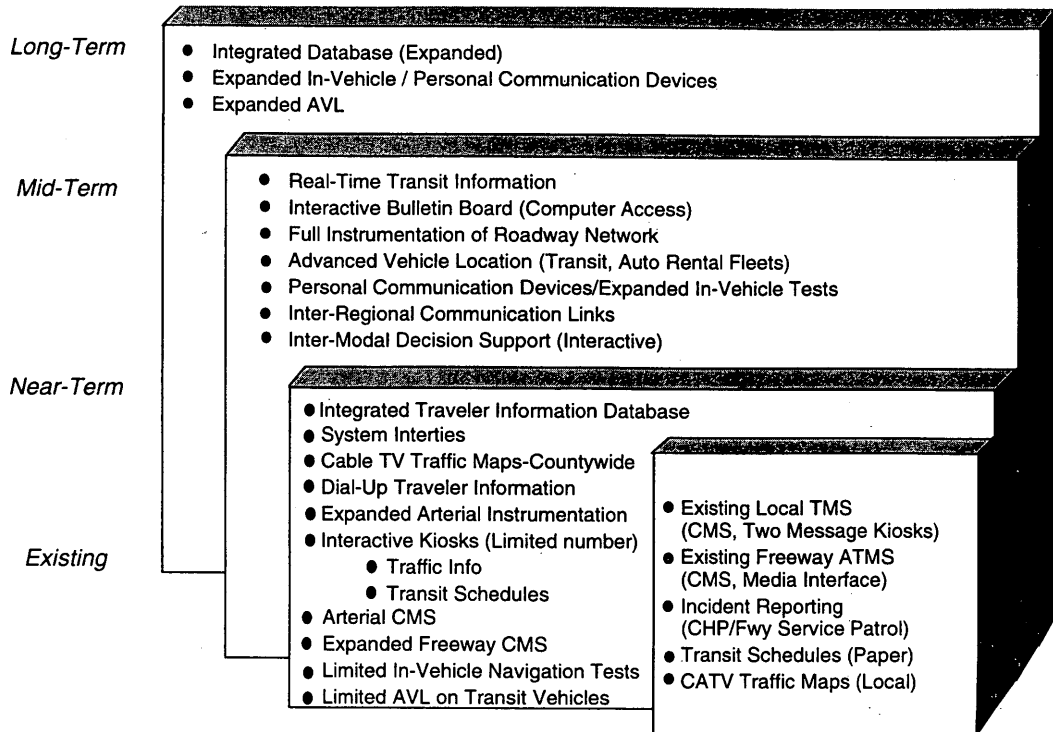 Long-Term
● Integrated Database (Expanded)
● Expanded In-Vehicle / Personal Communication Devices
● Expanded AVL
Mid-Term
● Real-Time Transit Information
● Interactive Bulletin Board (Computer Access)
● Full Instrumentation of Roadway Network
● Advanced Vehicle Location (Transit, Auto Rental Fleets)
● Personal Communication Devices/Expanded In-Vehicle Tests
● Inter-Regional Communication Links
● Inter-Modal Decision Support (Interactive)
Near-Term
● Integrated Traveler Information Database
● System Interties
● Cable TV Traffic Maps-Countywide
● Dial-Up Traveler Information
● Expanded Arterial Instrumentation
● Interactive Kiosks (Limited number)
● Traffic Info
● Transit Schedules
● Arterial CMS
● Expanded Freeway CMS
● Limited In-Vehicle Navigation Tests
● Limited AVL on Transit Vehicles
Existing
● Existing Local TMS
(CMS, Two Message Kiosks)
● Existing Freeway ATMS
(CMS, Media Interface)
● Incident Reporting
(CHP/Fwy Service Patrol)
● Transit Schedules (Paper)
● CATV Traffic Maps (Local)